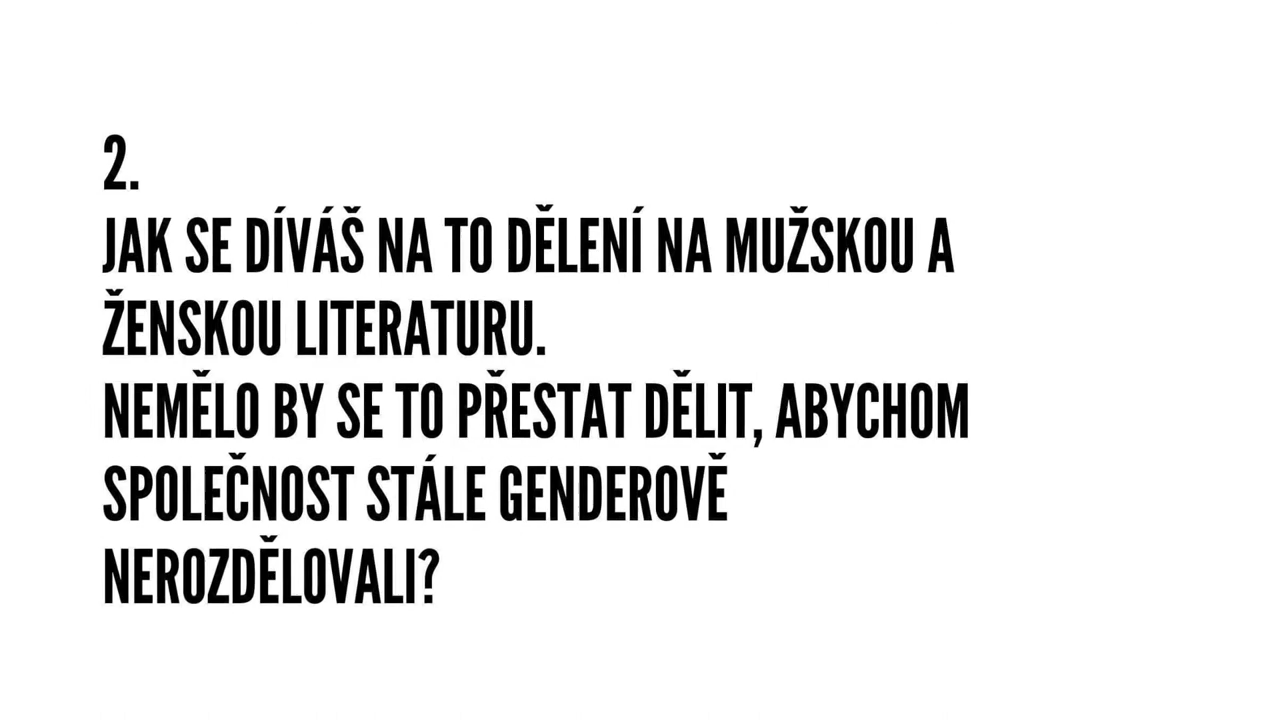 2.
JAK SE DÍVÁŠ NA TO DĚLENÍ NA MUŽSKOU A
ŽENSKOU LITERATURU.
NEMĚLO BY SE TO PŘESTAT DĚLIT, ABYCHOM
SPOLEČNOST STÁLE GENDEROVĚ
NEROZDĚLOVALI?